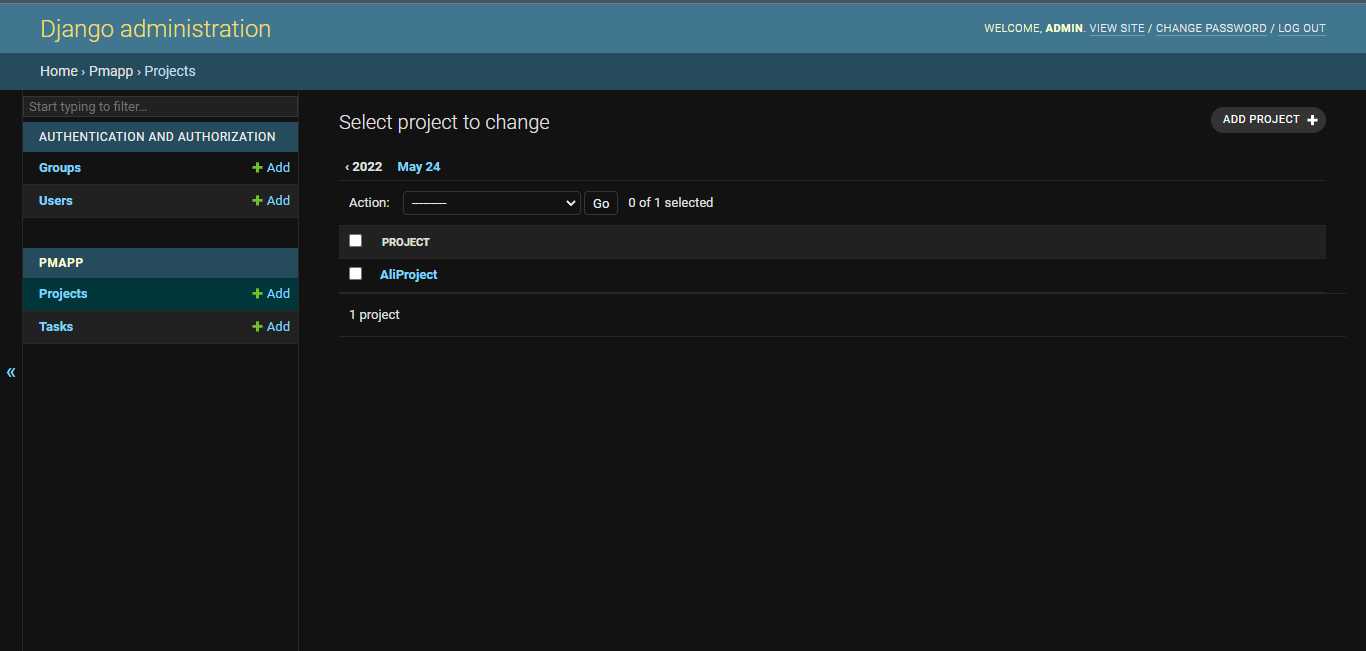 Django administration
WELCOME, ADMIN. VIEW SITE / CHANGE PASSWORD / LOG OUT
Home › Pmapp › Projects
Start typing to filter…
AUTHENTICATION AND AUTHORIZATION
Groups + Add
Users + Add
PMAPP
Projects + Add
Tasks + Add
«
Select project to change
ADD PROJECT +
‹ 2022 May 24
Action: --------- Go 0 of 1 selected
PROJECT
AliProject
1 project